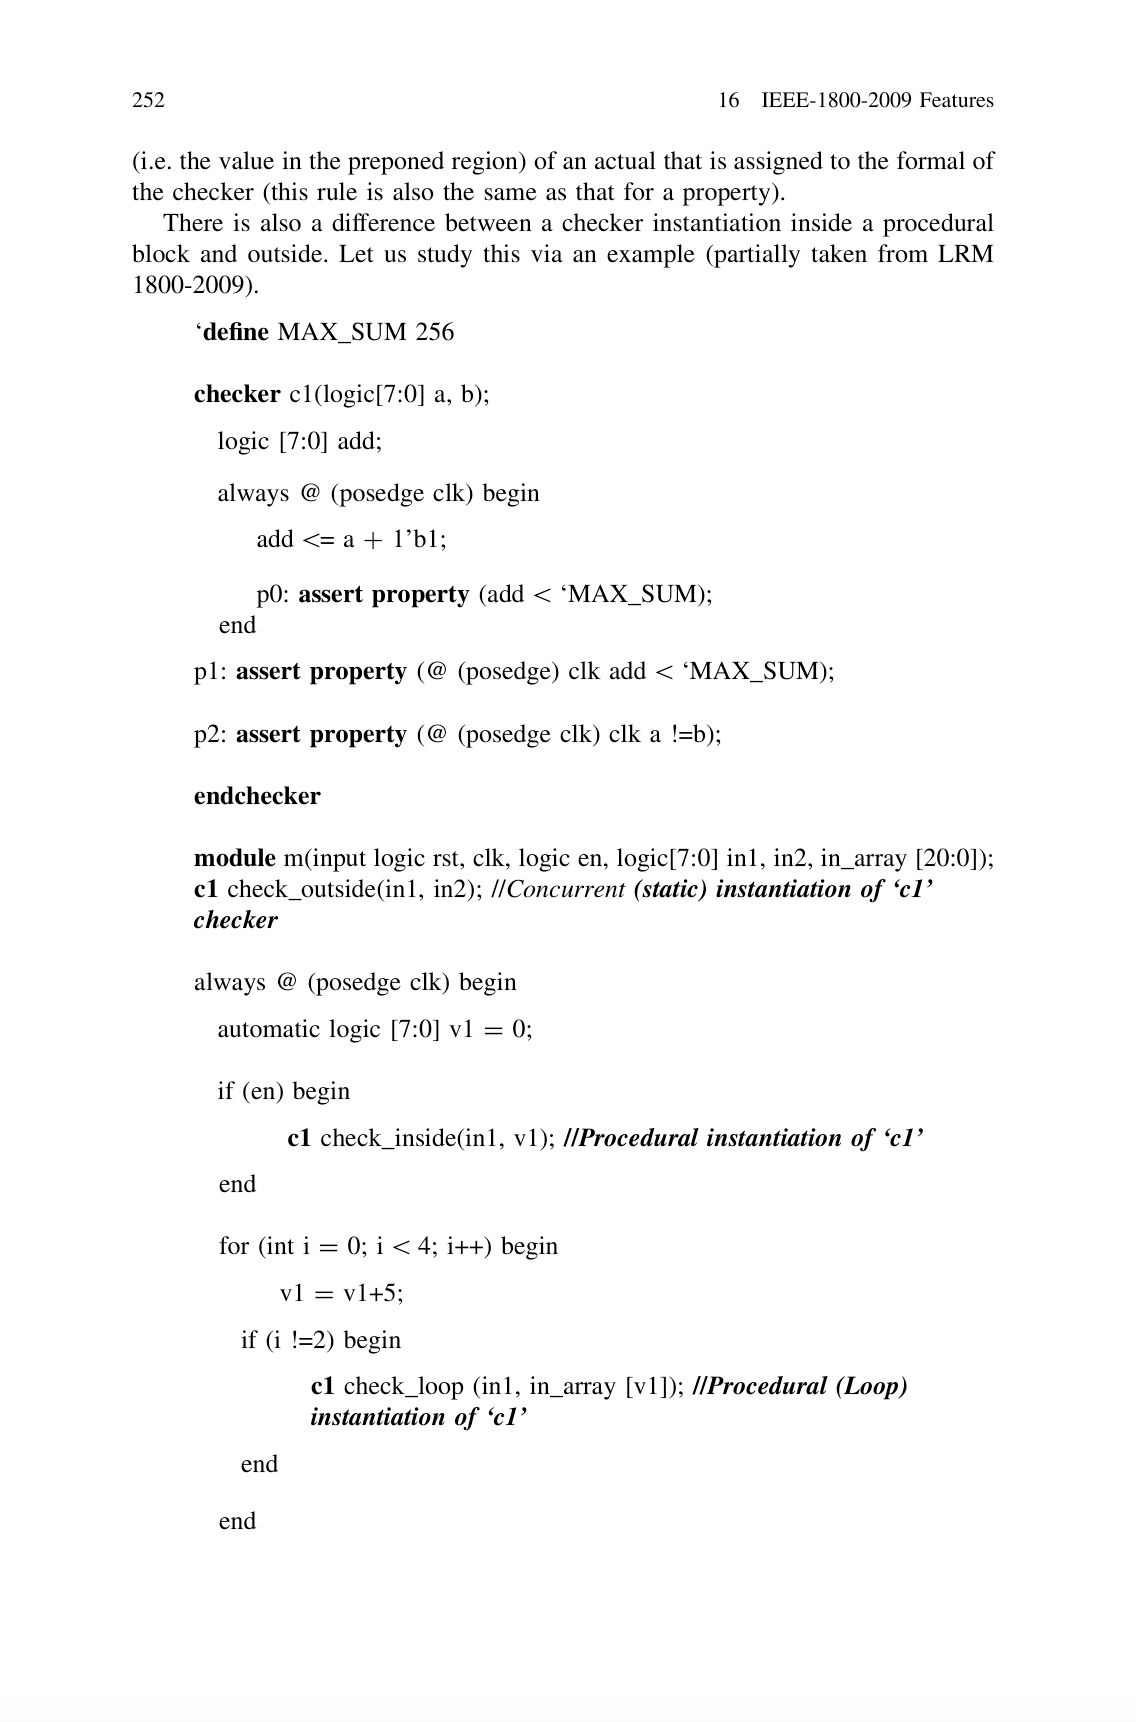 252
16 IEEE-1800-2009 Features
(i.e. the value in the preponed region) of an actual that is assigned to the formal of
the checker (this rule is also the same as that for a property).
There is also a difference between a checker instantiation inside a procedural
block and outside. Let us study this via an example (partially taken from LRM
1800-2009).
‘define MAX_SUM 256
checker c1(logic[7:0] a, b);
logic [7:0] add;
always @ (posedge clk) begin
add <= a + 1’b1;
p0: assert property (add < ‘MAX_SUM);
end
p1: assert property (@ (posedge) clk add < ‘MAX_SUM);
p2: assert property (@ (posedge clk) clk a !=b);
endchecker
module m(input logic rst, clk, logic en, logic[7:0] in1, in2, in_array [20:0]);
c1 check_outside(in1, in2); //Concurrent (static) instantiation of ‘c1’
checker
always @ (posedge clk) begin
automatic logic [7:0] v1 = 0;
if (en) begin
c1 check_inside(in1, v1); //Procedural instantiation of ‘c1’
end
for (int i = 0; i < 4; i++) begin
v1 = v1+5;
if (i !=2) begin
c1 check_loop (in1, in_array [v1]); //Procedural (Loop)
instantiation of ‘c1’
end
end